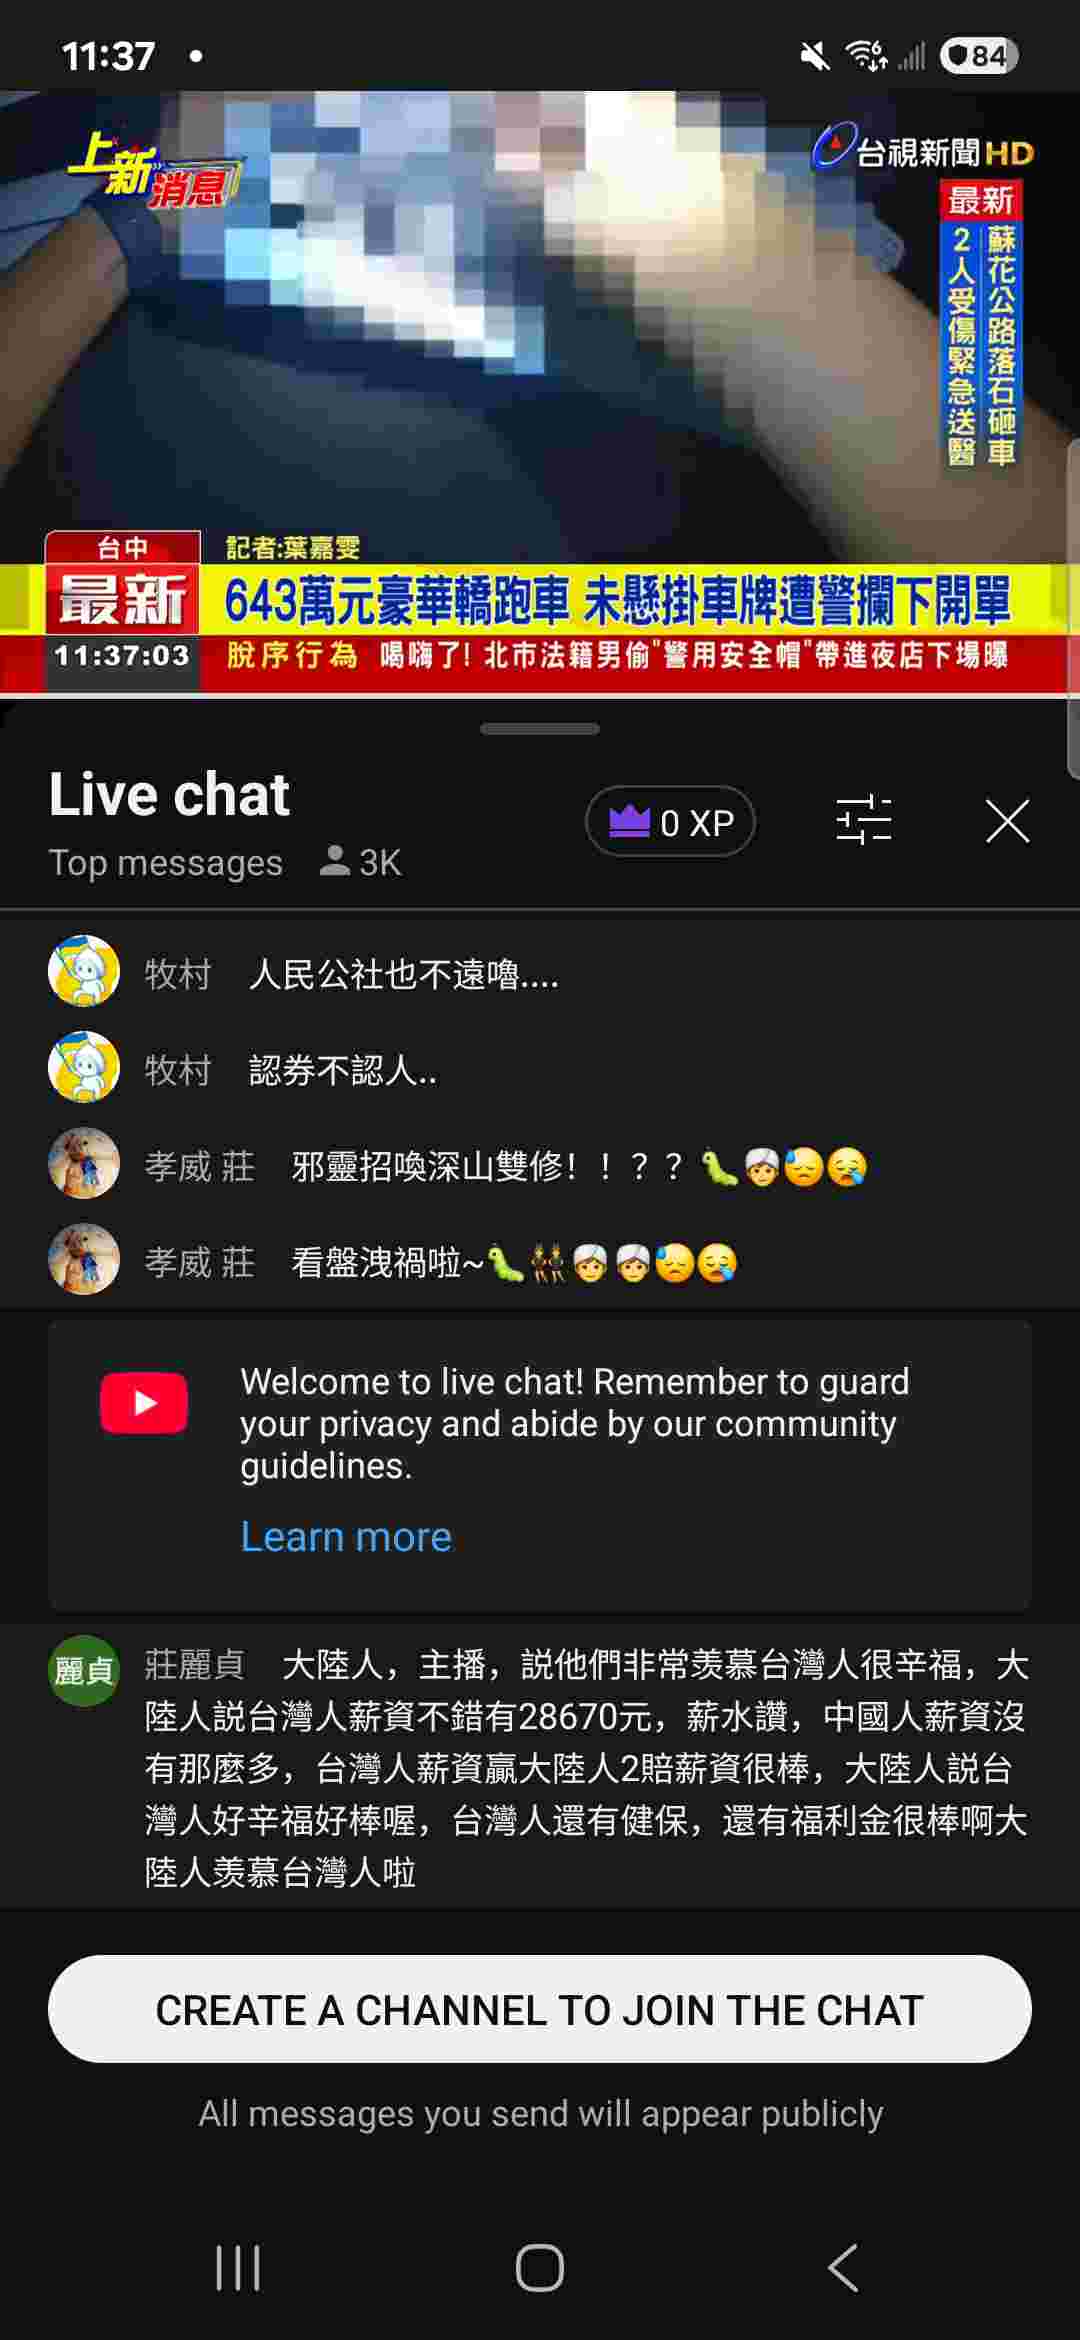 11:37
6
84
上新消息
台視新聞HD
最新
蘇花公路落石砸車
2人受傷緊急送醫
台中
記者:葉嘉雯
最新
643萬元豪華轎跑車 未懸掛車牌遭警攔下開單
11:37:03
脫序行為 喝嗨了! 北市法籍男偷"警用安全帽"帶進夜店下場曝
Live chat
0 XP
Top messages 3K
牧村 人民公社也不遠嚕....
牧村 認券不認人..
孝威 莊 邪靈招喚深山雙修！！？？🐛👳😓😪
孝威 莊 看盤洩禍啦~🐛👯👳👳😓😪
Welcome to live chat! Remember to guard
your privacy and abide by our community
guidelines.
Learn more
麗貞
莊麗貞 大陸人，主播，説他們非常羡慕台灣人很辛福，大
陸人説台灣人薪資不錯有28670元，薪水讚，中國人薪資沒
有那麼多，台灣人薪資贏大陸人2賠薪資很棒，大陸人説台
灣人好辛福好棒喔，台灣人還有健保，還有福利金很棒啊大
陸人羡慕台灣人啦
CREATE A CHANNEL TO JOIN THE CHAT
All messages you send will appear publicly